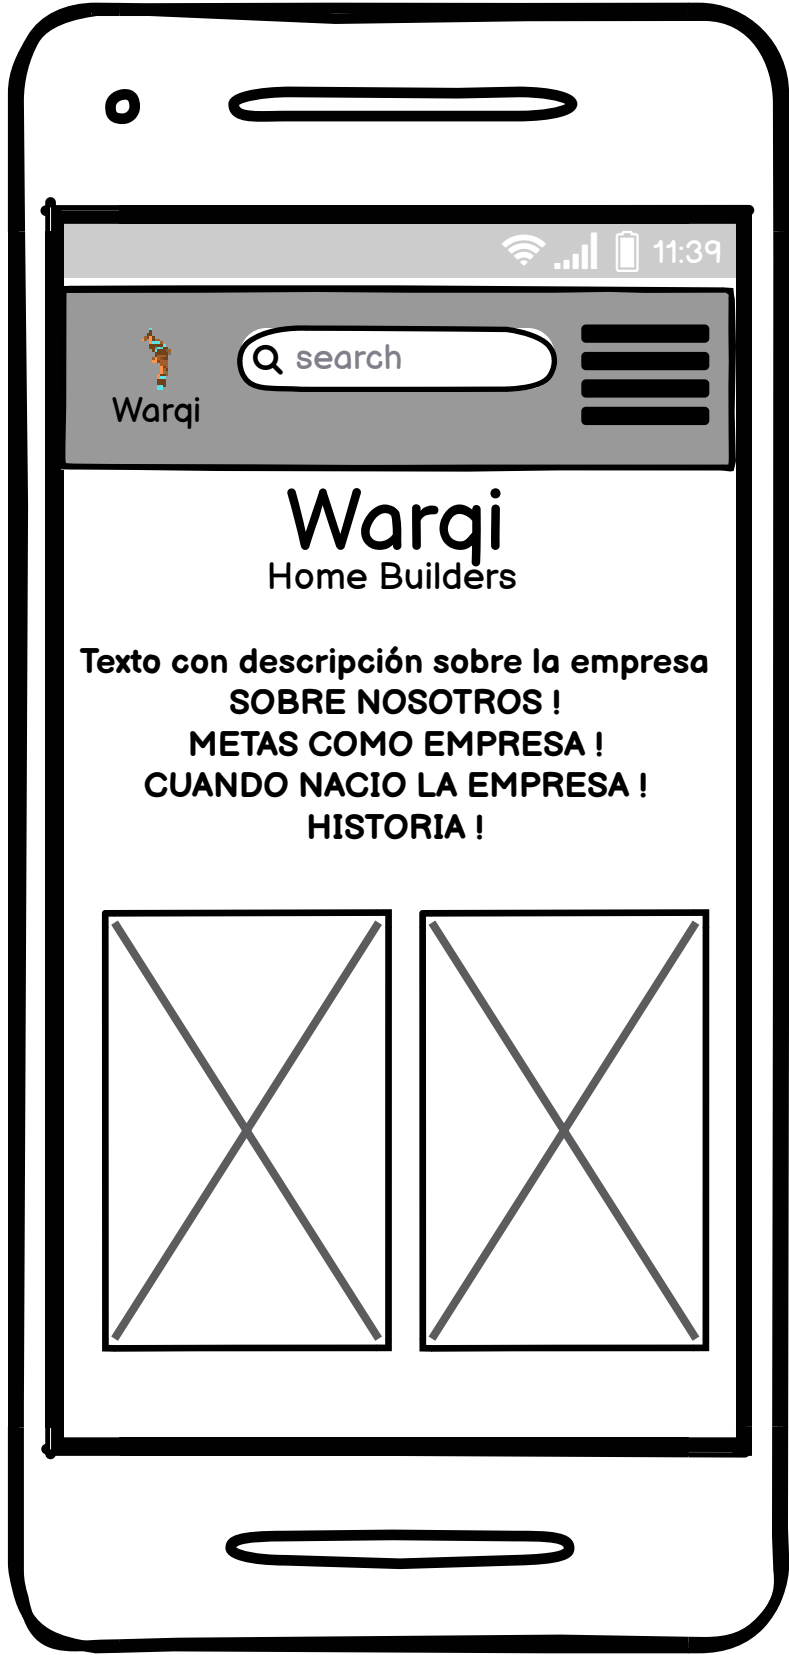 11:39
search
Warqi
Warqi
Home Builders
Texto con descripción sobre la empresa
SOBRE NOSOTROS !
METAS COMO EMPRESA !
CUANDO NACIO LA EMPRESA !
HISTORIA !